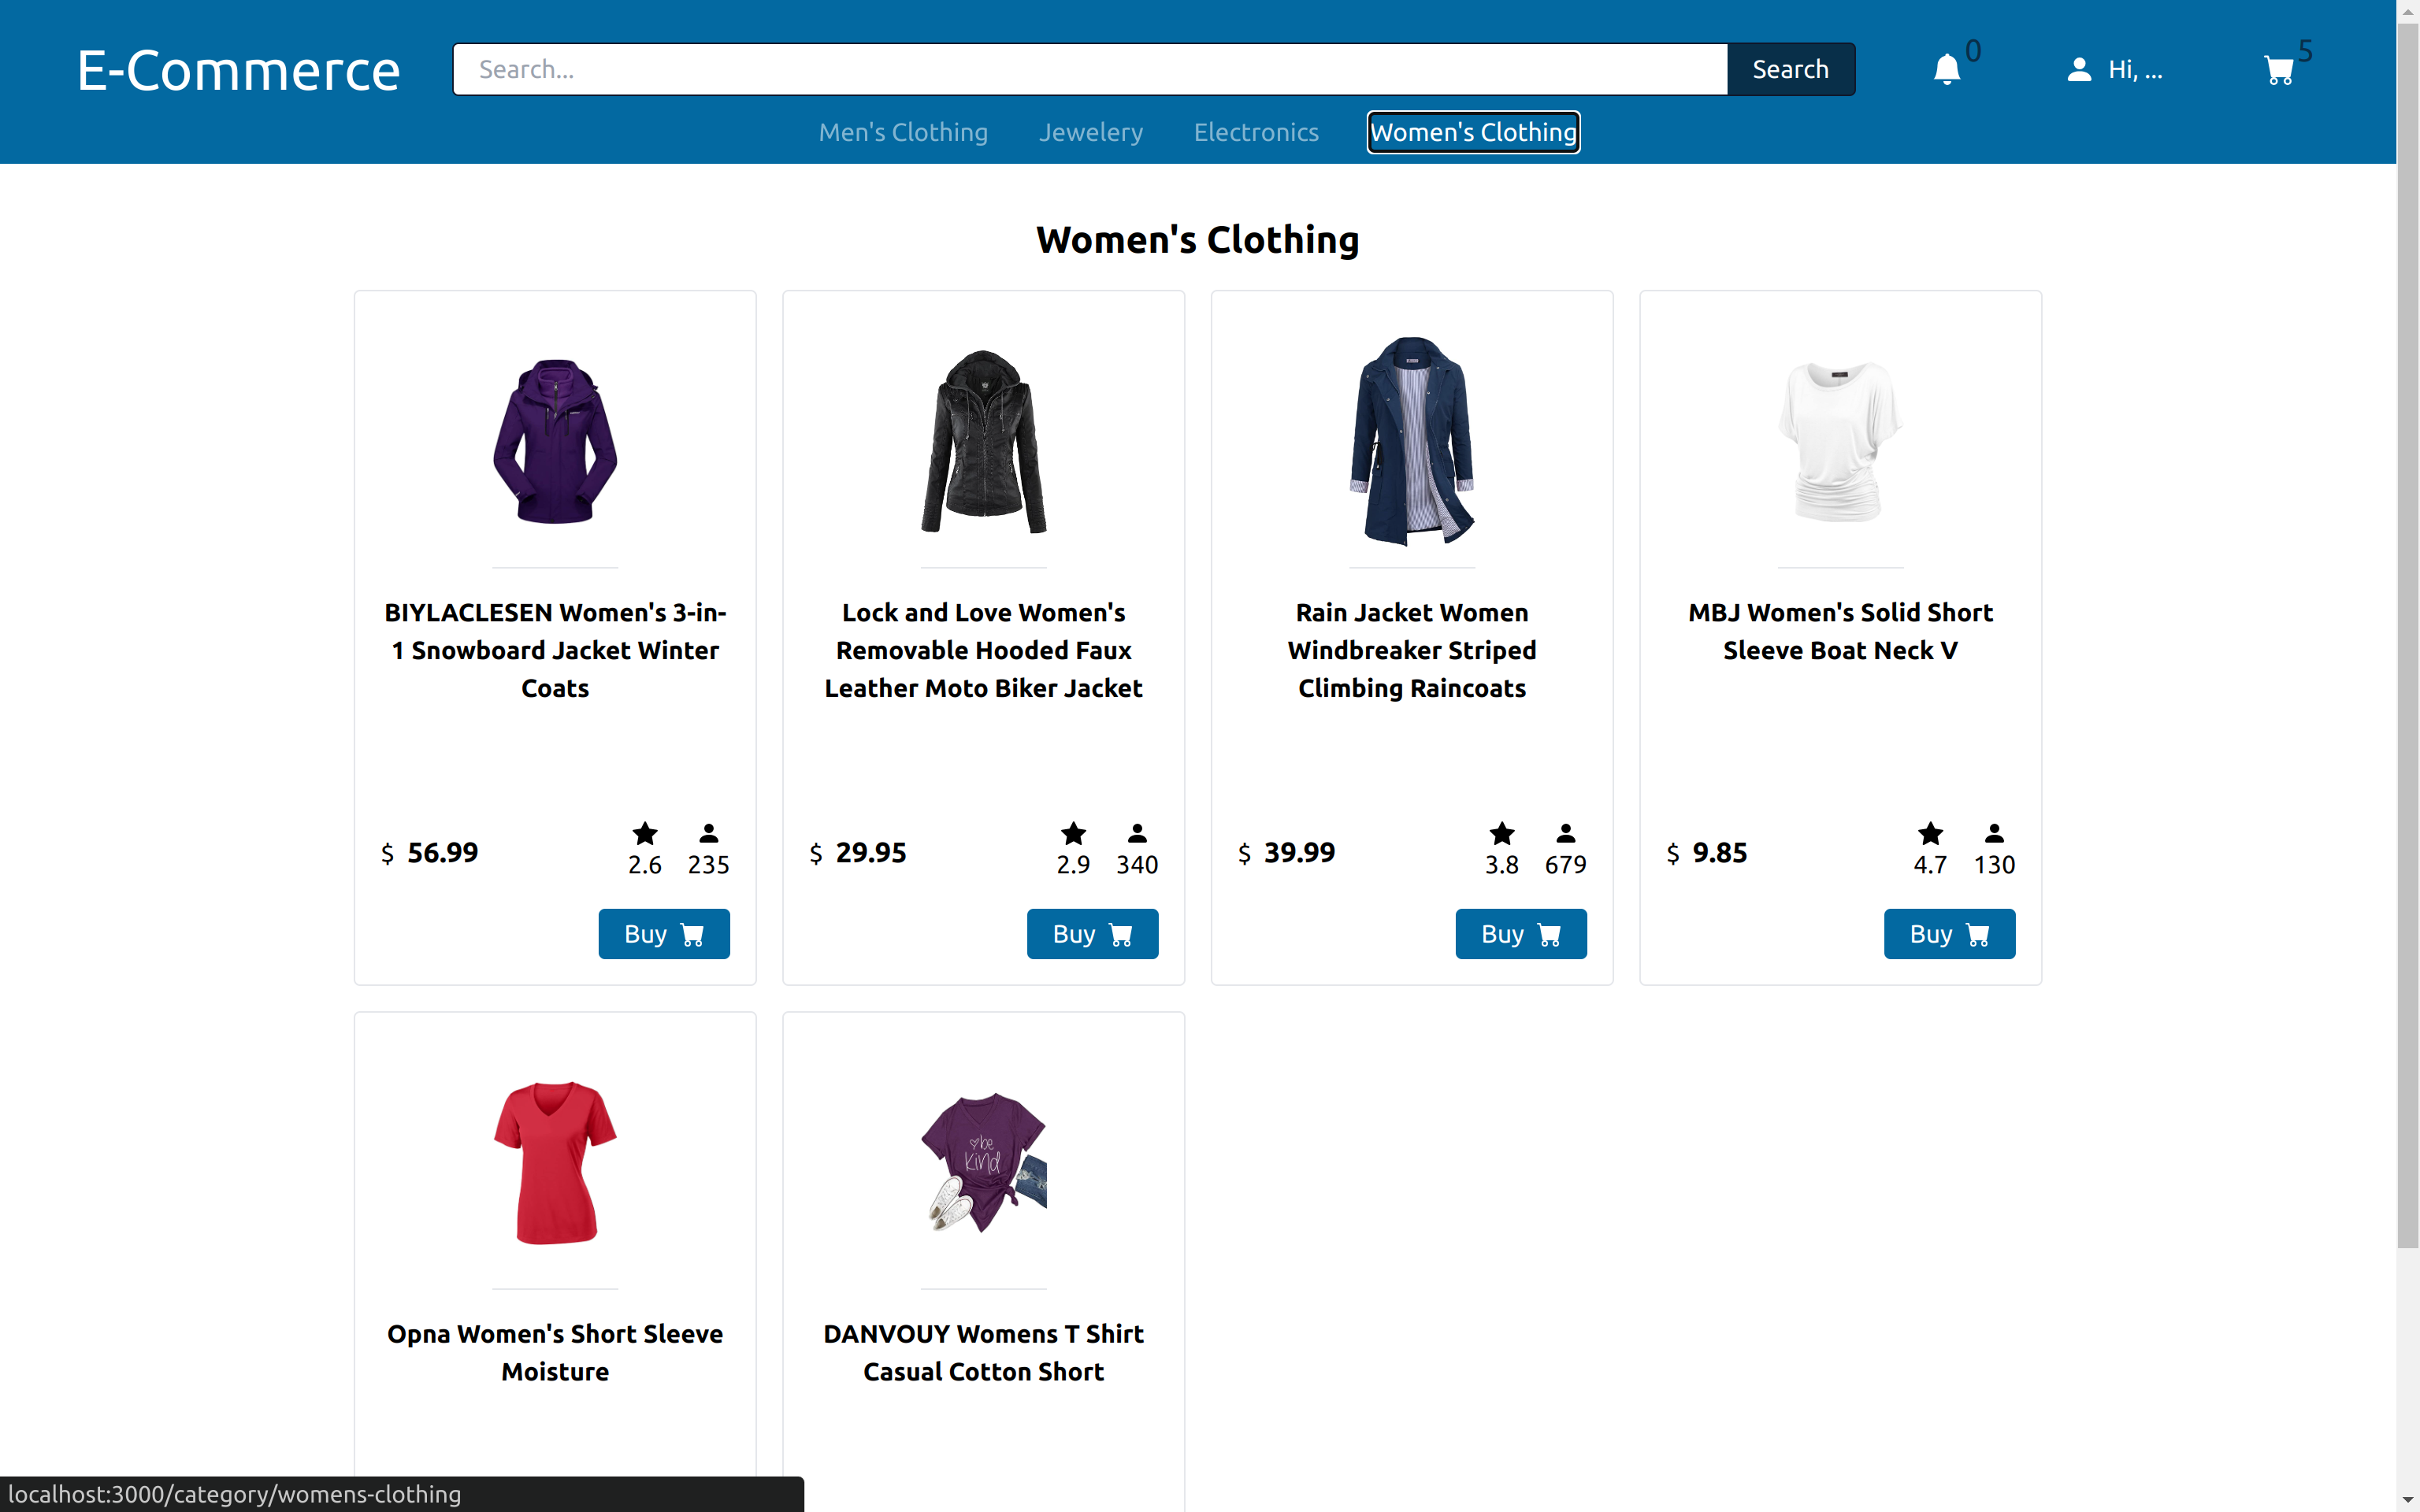 E-Commerce
Search...
Search
0
Hi, ...
5
Men's Clothing
Jewelery
Electronics
Women's Clothing
Women's Clothing
BIYLACLESEN Women's 3-in-
1 Snowboard Jacket Winter
Coats
$ 56.99
2.6
235
Buy
Lock and Love Women's
Removable Hooded Faux
Leather Moto Biker Jacket
$ 29.95
2.9
340
Buy
Rain Jacket Women
Windbreaker Striped
Climbing Raincoats
$ 39.99
3.8
679
Buy
MBJ Women's Solid Short
Sleeve Boat Neck V
$ 9.85
4.7
130
Buy
Opna Women's Short Sleeve
Moisture
be
kind
DANVOUY Womens T Shirt
Casual Cotton Short
localhost:3000/category/womens-clothing